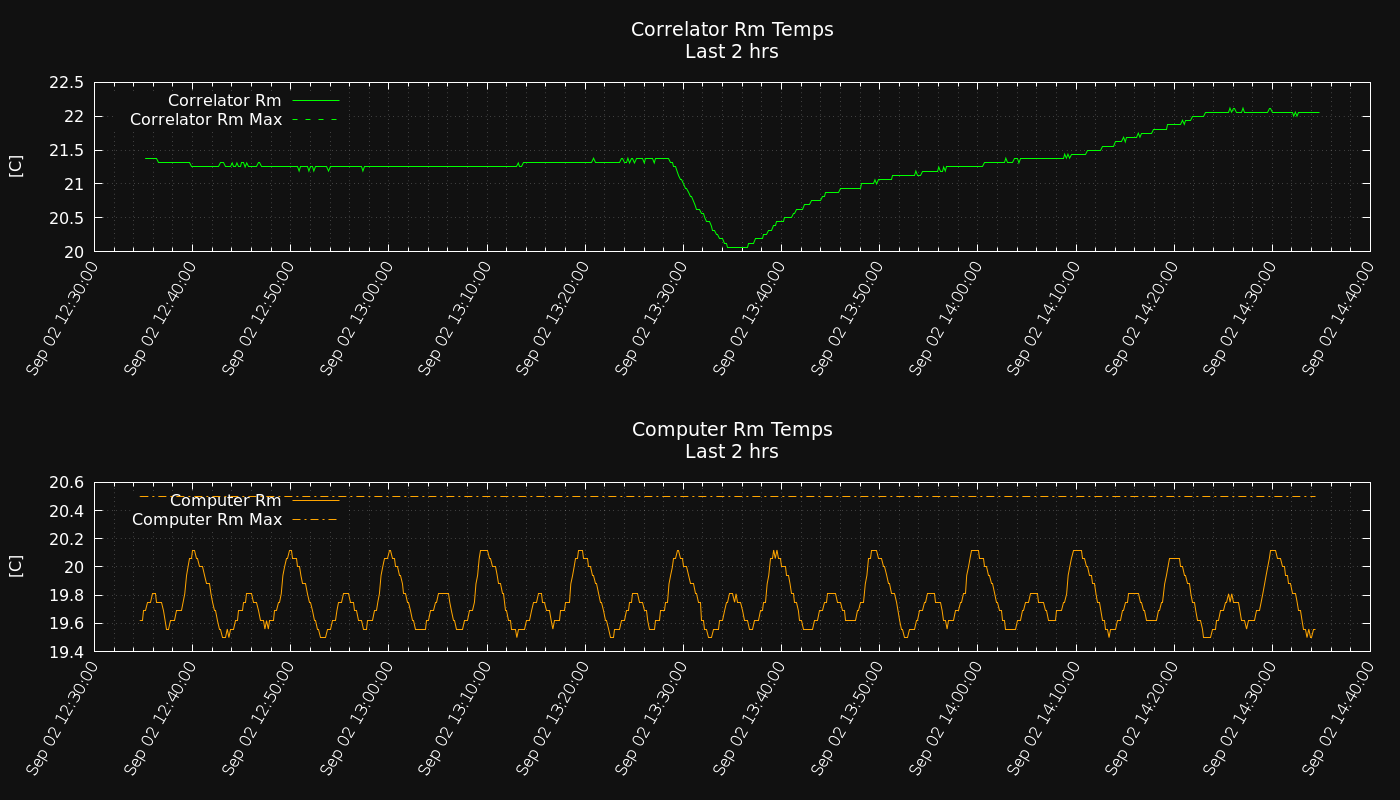 Correlator Rm Temps
Last 2 hrs
22.5
22
21.5
21
20.5
20
[C]
Correlator Rm
Correlator Rm Max
Sep 02 12:30:00
Sep 02 12:40:00
Sep 02 12:50:00
Sep 02 13:00:00
Sep 02 13:10:00
Sep 02 13:20:00
Sep 02 13:30:00
Sep 02 13:40:00
Sep 02 13:50:00
Sep 02 14:00:00
Sep 02 14:10:00
Sep 02 14:20:00
Sep 02 14:30:00
Sep 02 14:40:00
Computer Rm Temps
Last 2 hrs
20.6
20.4
20.2
20
19.8
19.6
19.4
[C]
Computer Rm
Computer Rm Max
Sep 02 12:30:00
Sep 02 12:40:00
Sep 02 12:50:00
Sep 02 13:00:00
Sep 02 13:10:00
Sep 02 13:20:00
Sep 02 13:30:00
Sep 02 13:40:00
Sep 02 13:50:00
Sep 02 14:00:00
Sep 02 14:10:00
Sep 02 14:20:00
Sep 02 14:30:00
Sep 02 14:40:00